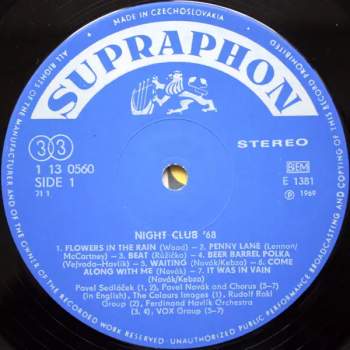 MADE IN CZECHOSLOVAKIA
ALL RIGHTS OF THE MANUFACTURER AND OF THE OWNER OF THE RECORDED WORK RESERVED. UNAUTHORIZED PUBLIC PERFORMANCE, BROADCASTING AND COPYING OF THIS RECORD PROHIBITED
SUPRAPHON
33
STEREO
1 13 0560
SIDE 1
71 1
BIEM
E 1381
℗ 1969
NIGHT CLUB '68
1. FLOWERS IN THE RAIN (Wood) – 2. PENNY LANE (Lennon/
McCartney) – 3. BEAT (Růžička) – 4. BEER BARREL POLKA
(Vejvoda-Havlík) – 5. WAITING (Novák/Kebza) – 6. COME
ALONG WITH ME (Novák) – 7. IT WAS IN VAIN
(Novák/Kebza)
Pavel Sedláček (1, 2), Pavel Novák and Chorus (5–7)
(in English), The Colours Images (1), Rudolf Rokl
Group (2) Ferdinand Havlík Orchestra
(3, 4), VOX Group (5–7)